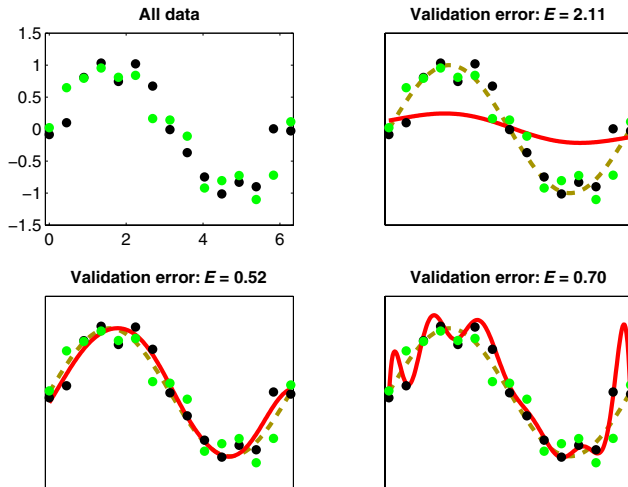 All data
Validation error: E = 2.11
1.5
1
0.5
0
−0.5
−1
−1.5
0
2
4
6
Validation error: E = 0.52
Validation error: E = 0.70